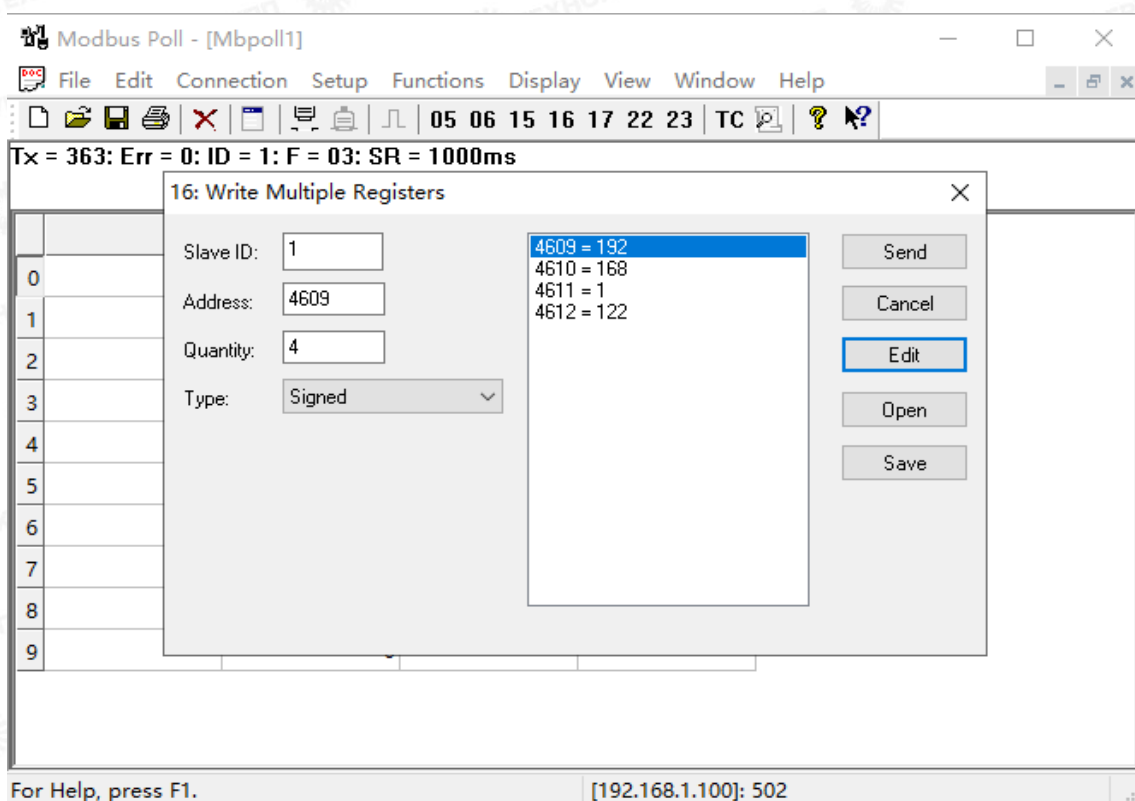 Modbus Poll - [Mbpoll1]
DOC File Edit Connection Setup Functions Display View Window Help
05 06 15 16 17 22 23 TC
Tx = 363: Err = 0: ID = 1: F = 03: SR = 1000ms
16: Write Multiple Registers
Slave ID: 1
Address: 4609
Quantity: 4
Type: Signed
4609 = 192
4610 = 168
4611 = 1
4612 = 122
Send
Cancel
Edit
Open
Save
0
1
2
3
4
5
6
7
8
9
For Help, press F1. [192.168.1.100]: 502